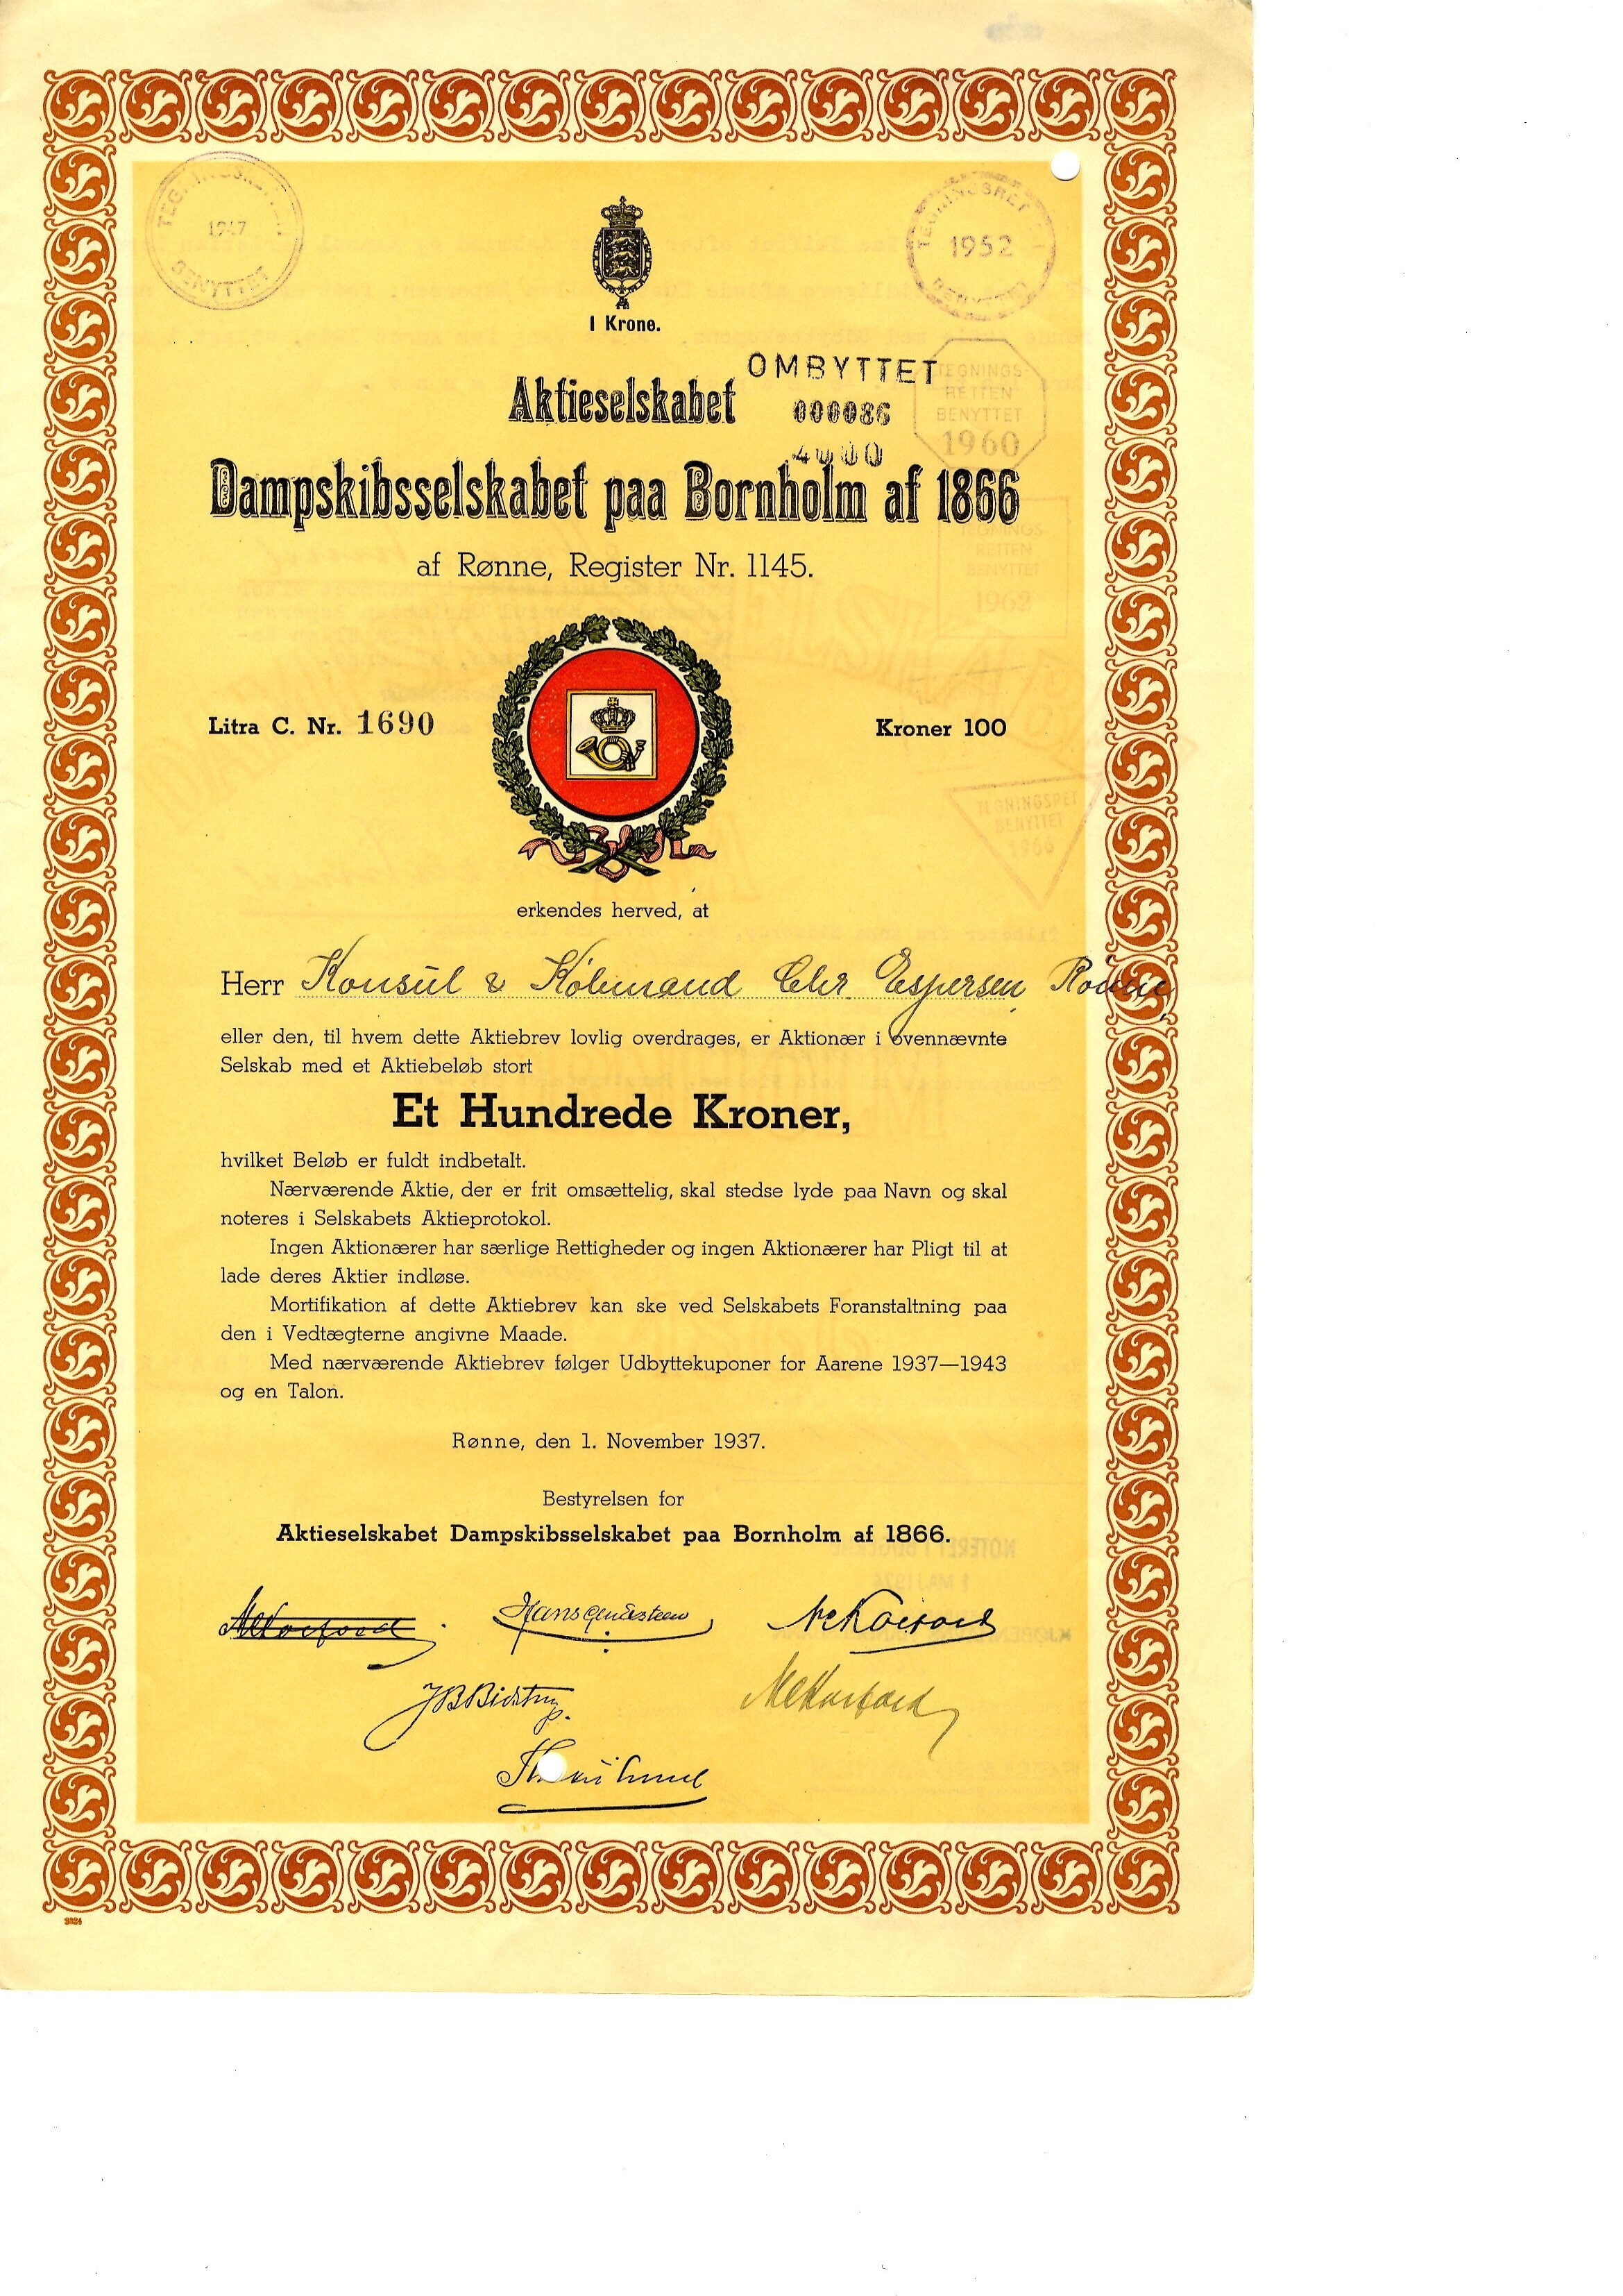 TEGNINGSRETTEN
1947
BENYTTET
TEGNINGSRETTEN
1952
BENYTTET
1 Krone.
OMBYTTET
000086
TEGNINGS-
RETTEN
BENYTTET
1960
Aktieselskabet
Dampskibsselskabet paa Bornholm af 1866
af Rønne, Register Nr. 1145.
TEGNINGS-
RETTEN
BENYTTET
1962
Litra C. Nr. 1690
Kroner 100
TEGNINGSRET
BENYTTET
1966
erkendes herved, at
Herr Konsul & Købmand Chr. Espersen, Rønne,
eller den, til hvem dette Aktiebrev lovlig overdrages, er Aktionær i ovennævnte
Selskab med et Aktiebeløb stort
Et Hundrede Kroner,
hvilket Beløb er fuldt indbetalt.
Nærværende Aktie, der er frit omsættelig, skal stedse lyde paa Navn og skal
noteres i Selskabets Aktieprotokol.
Ingen Aktionærer har særlige Rettigheder og ingen Aktionærer har Pligt til at
lade deres Aktier indløse.
Mortifikation af dette Aktiebrev kan ske ved Selskabets Foranstaltning paa
den i Vedtægterne angivne Maade.
Med nærværende Aktiebrev følger Udbyttekuponer for Aarene 1937—1943
og en Talon.
Rønne, den 1. November 1937.
Bestyrelsen for
Aktieselskabet Dampskibsselskabet paa Bornholm af 1866.
J B Bidstrup.